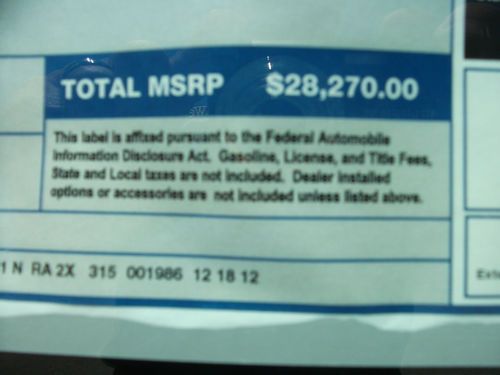 TOTAL MSRP $28,270.00
This label is affixed pursuant to the Federal Automobile
Information Disclosure Act. Gasoline, License, and Title Fees,
State and Local taxes are not included. Dealer installed
options or accessories are not included unless listed above.
1 N RA 2X 315 001986 12 18 12